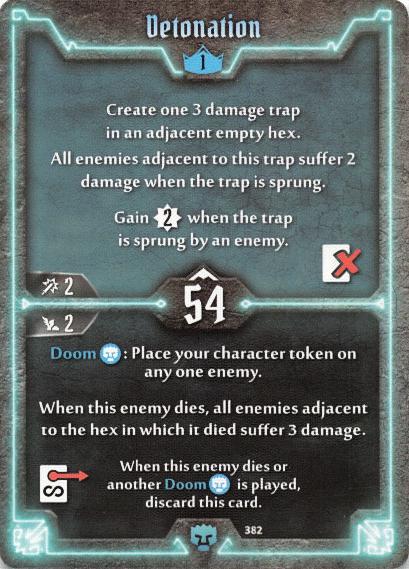 Detonation
1
Create one 3 damage trap
in an adjacent empty hex.
All enemies adjacent to this trap suffer 2
damage when the trap is sprung.
Gain 2 when the trap
is sprung by an enemy.
2
54
2
Doom : Place your character token on
any one enemy.
When this enemy dies, all enemies adjacent
to the hex in which it died suffer 3 damage.
When this enemy dies or
another Doom is played,
discard this card.
382